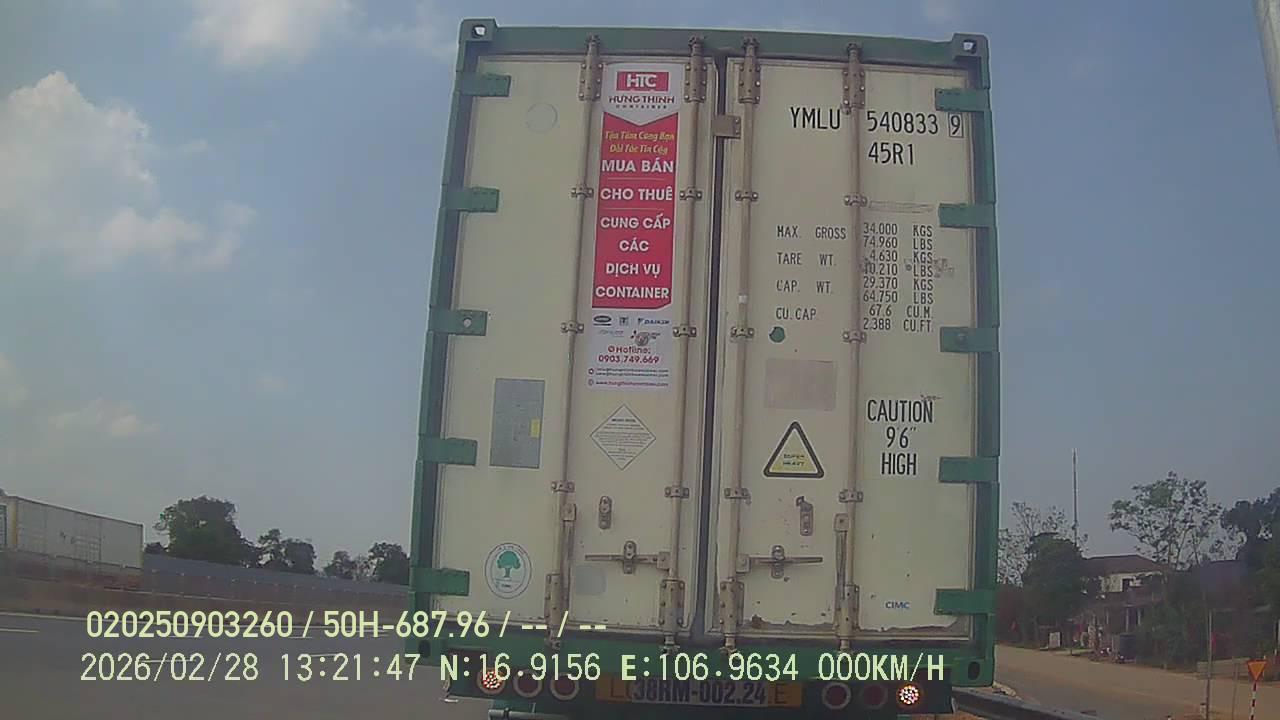 HTC
HƯNG THỊNH
CONTAINER
Tận Tâm Cùng Bạn
Đối Tác Tin Cậy
MUA BÁN
CHO THUÊ
CUNG CẤP
CÁC
DỊCH VỤ
CONTAINER
DAIKIN
Hotline:
0903.749.669
YMLU 540833 9
45R1
MAX. GROSS 34.000 KGS
74.960 LBS
TARE WT. 4.630 KGS
10.210 LBS
CAP. WT. 29.370 KGS
64.750 LBS
CU.CAP. 67.6 CU.M.
2.388 CU.FT.
CAUTION
9'6"
HIGH
SUPER
HEAVY
CIMC
020250903260 / 50H-687.96 / -- / --
2026/02/28 13:21:47 N:16.9156 E:106.9634 000KM/H
38RM-002.24